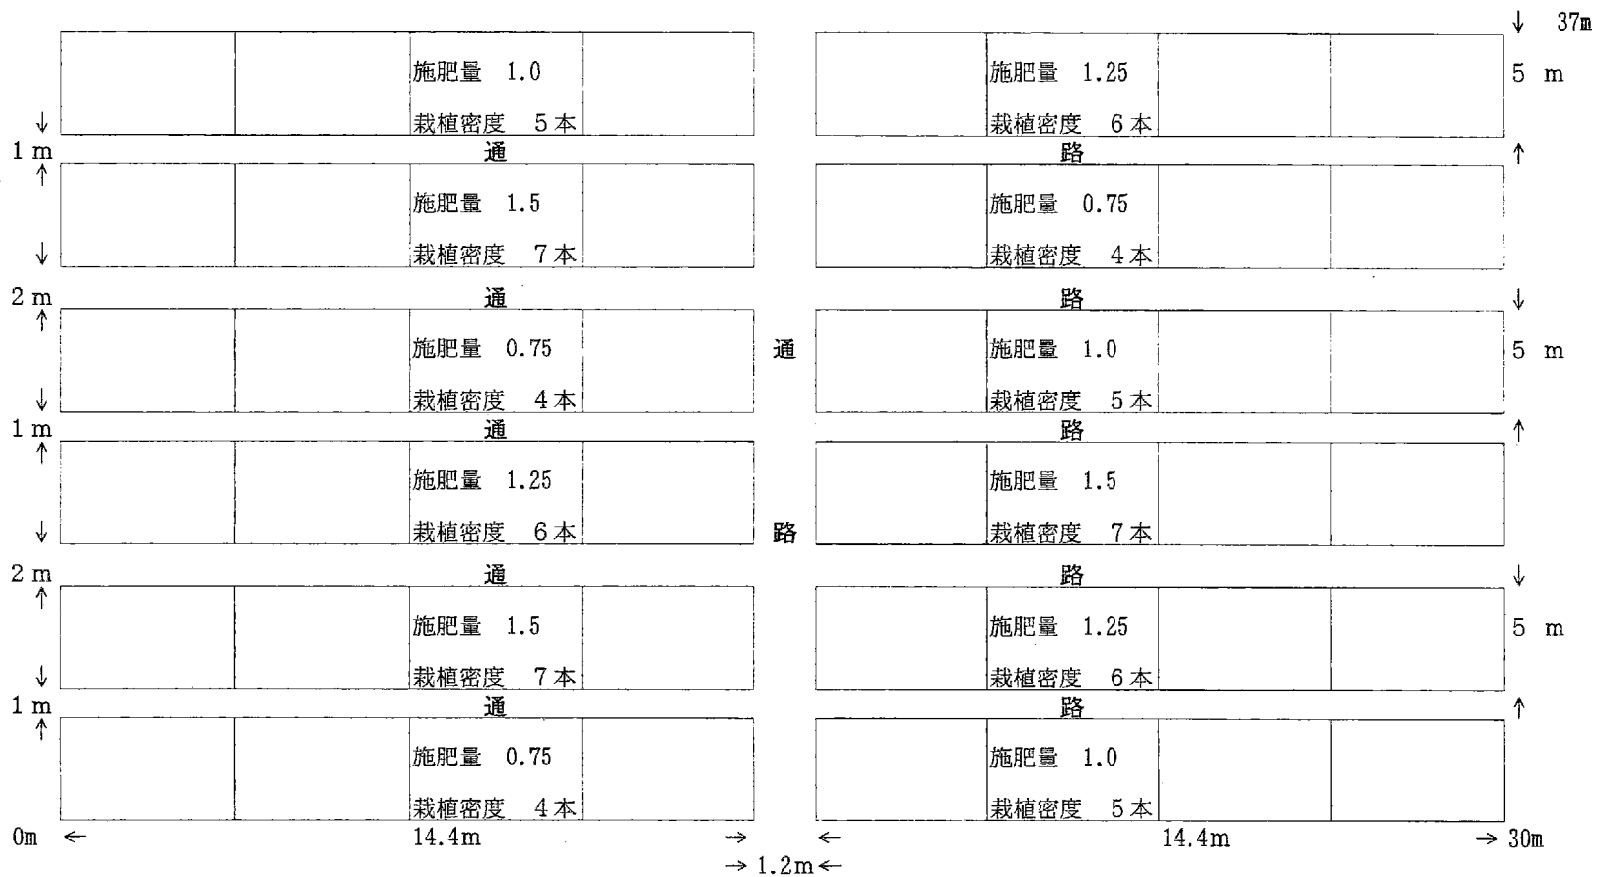 ↓ 37m
施肥量 1.0 施肥量 1.25 5 m
↓ 栽植密度 5本 栽植密度 6本
1m 通 路 ↑
↑ 施肥量 1.5 施肥量 0.75
↓ 栽植密度 7本 栽植密度 4本
2m 通 路 ↓
↑ 施肥量 0.75 通 施肥量 1.0 5 m
↓ 栽植密度 4本 栽植密度 5本
1m 通 路 ↑
↑ 施肥量 1.25 施肥量 1.5
↓ 栽植密度 6本 路 栽植密度 7本
2m 通 路 ↓
↑ 施肥量 1.5 施肥量 1.25 5 m
↓ 栽植密度 7本 栽植密度 6本
1m 通 路 ↑
↑ 施肥量 0.75 施肥量 1.0
栽植密度 4本 栽植密度 5本
0m ← 14.4m → ← 14.4m → 30m
→ 1.2m ←